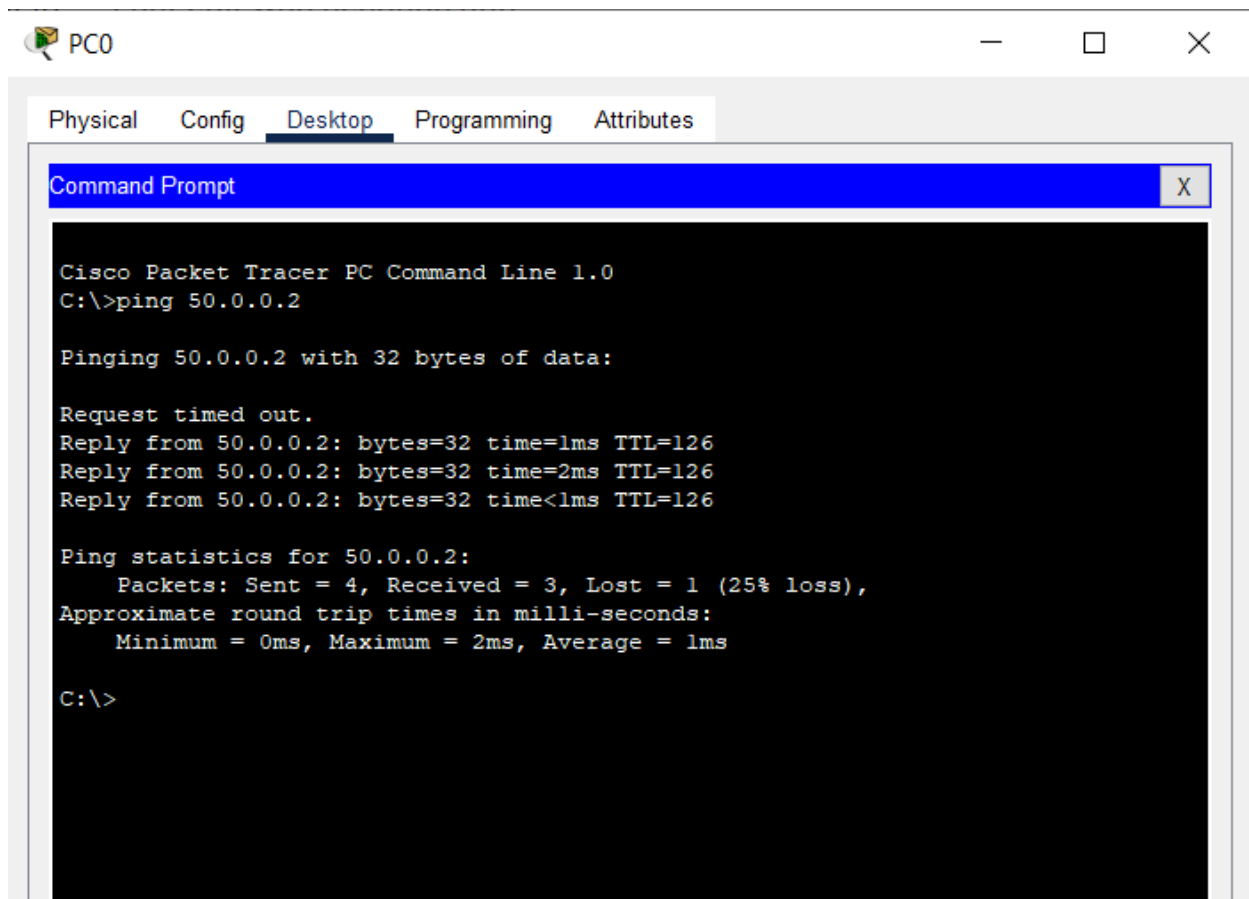 PC0
Physical Config Desktop Programming Attributes
Command Prompt
X
Cisco Packet Tracer PC Command Line 1.0
C:\>ping 50.0.0.2
Pinging 50.0.0.2 with 32 bytes of data:
Request timed out.
Reply from 50.0.0.2: bytes=32 time=1ms TTL=126
Reply from 50.0.0.2: bytes=32 time=2ms TTL=126
Reply from 50.0.0.2: bytes=32 time<1ms TTL=126
Ping statistics for 50.0.0.2:
Packets: Sent = 4, Received = 3, Lost = 1 (25% loss),
Approximate round trip times in milli-seconds:
Minimum = 0ms, Maximum = 2ms, Average = 1ms
C:\>